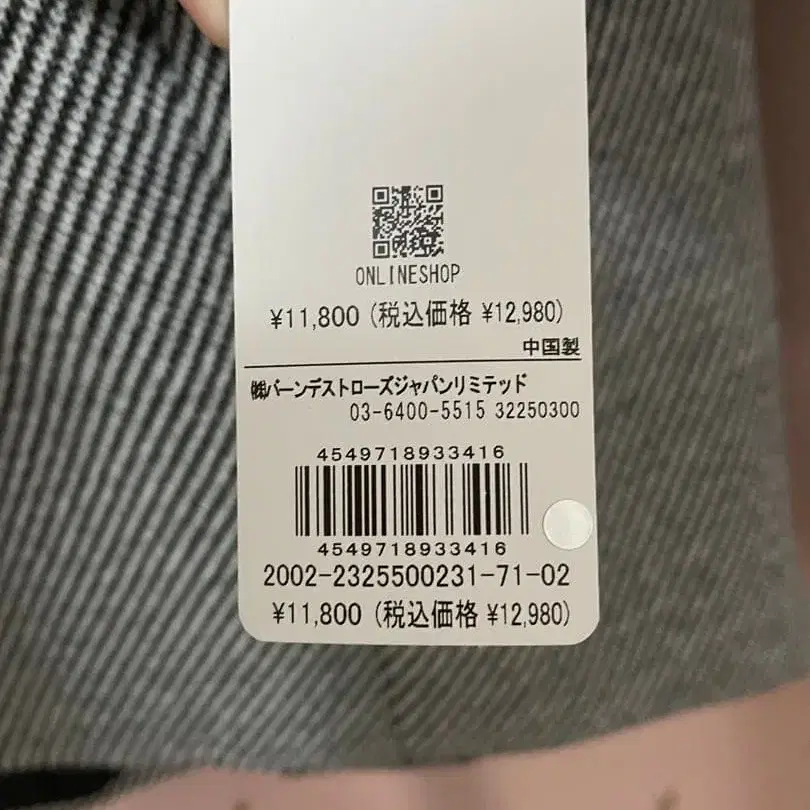 ONLINESHOP
¥11,800 (税込価格 ¥12,980)
中国製
㈱バーンデストローズジャパンリミテッド
03-6400-5515 32250300
4549718933416
4549718933416
2002-2325500231-71-02
¥11,800 (税込価格 ¥12,980)